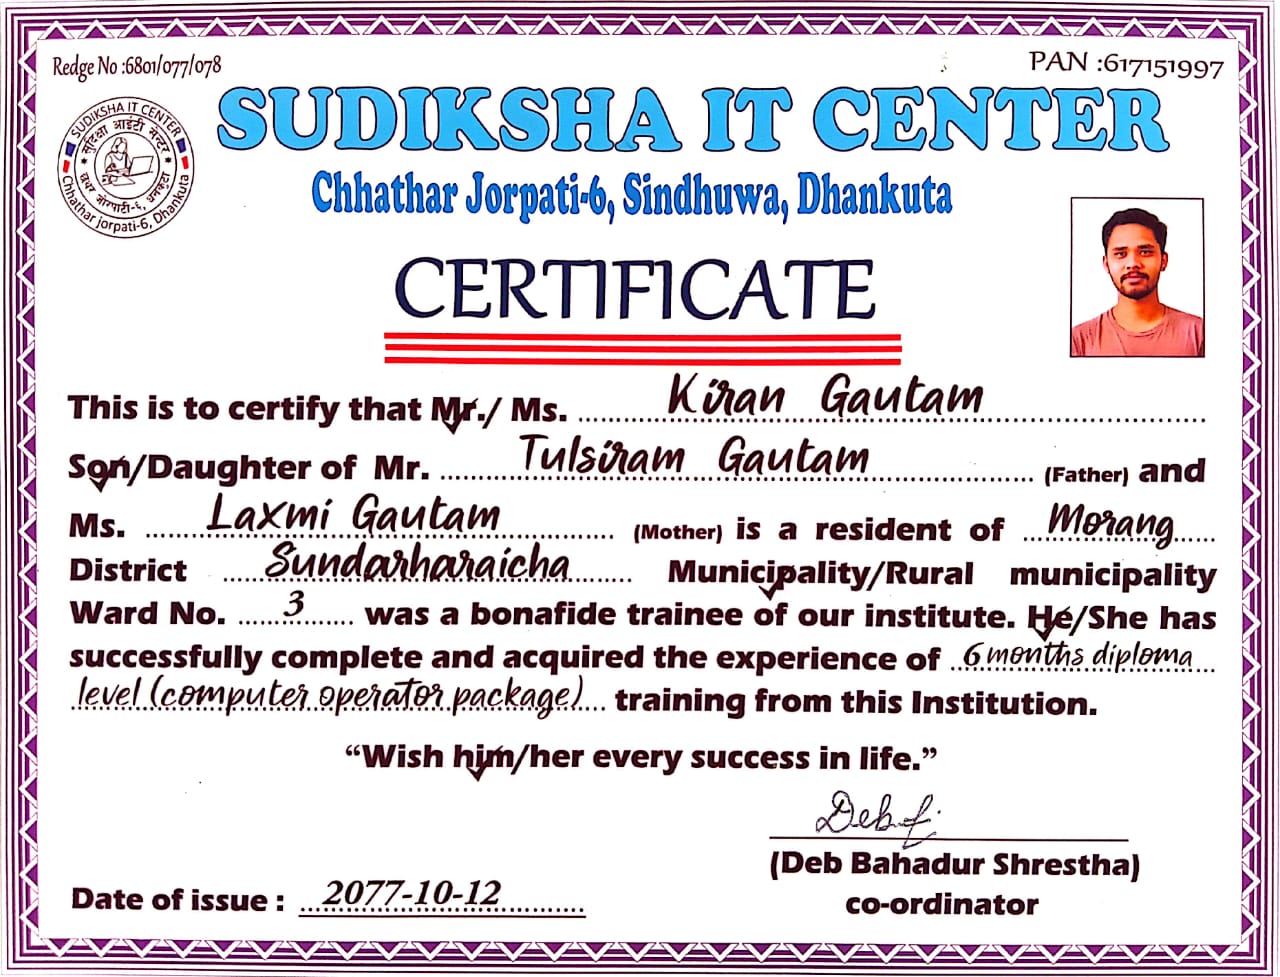 Redge No :6801/077/078
PAN :617151997
SUDIKSHA IT CENTER
सुदिक्षा आईटी सेन्टर
छथर जोरपाटी-६, धनकुटा
Chhathar jorpati-6, Dhankuta
SUDIKSHA IT CENTER
Chhathar Jorpati-6, Sindhuwa, Dhankuta
CERTIFICATE
This is to certify that Mr./ Ms. Kiran Gautam
Son/Daughter of Mr. Tulsiram Gautam (Father) and
Ms. Laxmi Gautam (Mother) is a resident of Morang
District Sundarharaicha Municipality/Rural municipality
Ward No. 3 was a bonafide trainee of our institute. He/She has
successfully complete and acquired the experience of 6 months diploma
level (computer operator package) training from this Institution.
“Wish him/her every success in life.”
(Deb Bahadur Shrestha)
Date of issue : 2077-10-12
co-ordinator